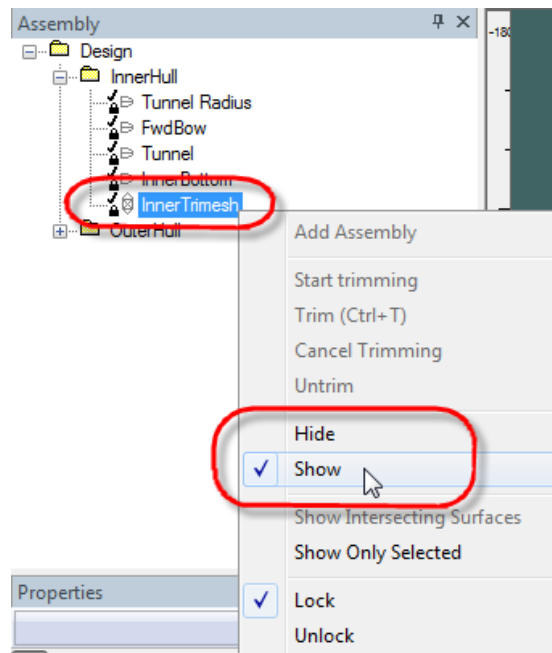 Assembly
-180
Design
InnerHull
Tunnel Radius
FwdBow
Tunnel
InnerBottom
InnerTrimesh
OuterHull
Add Assembly
Start trimming
Trim (Ctrl+T)
Cancel Trimming
Untrim
Hide
Show
Show Intersecting Surfaces
Show Only Selected
Properties
Lock
Unlock